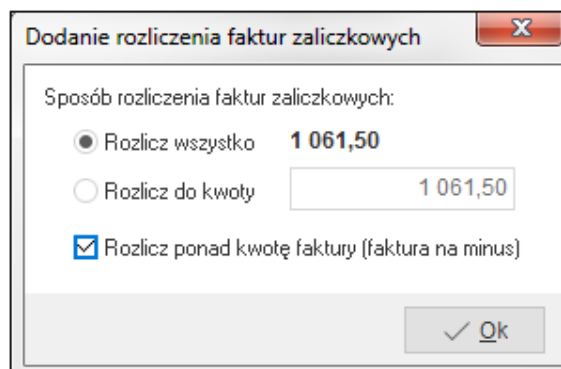 Dodanie rozliczenia faktur zaliczkowych
Sposób rozliczenia faktur zaliczkowych:
Rozlicz wszystko 1 061,50
Rozlicz do kwoty 1 061,50
Rozlicz ponad kwotę faktury (faktura na minus)
Ok